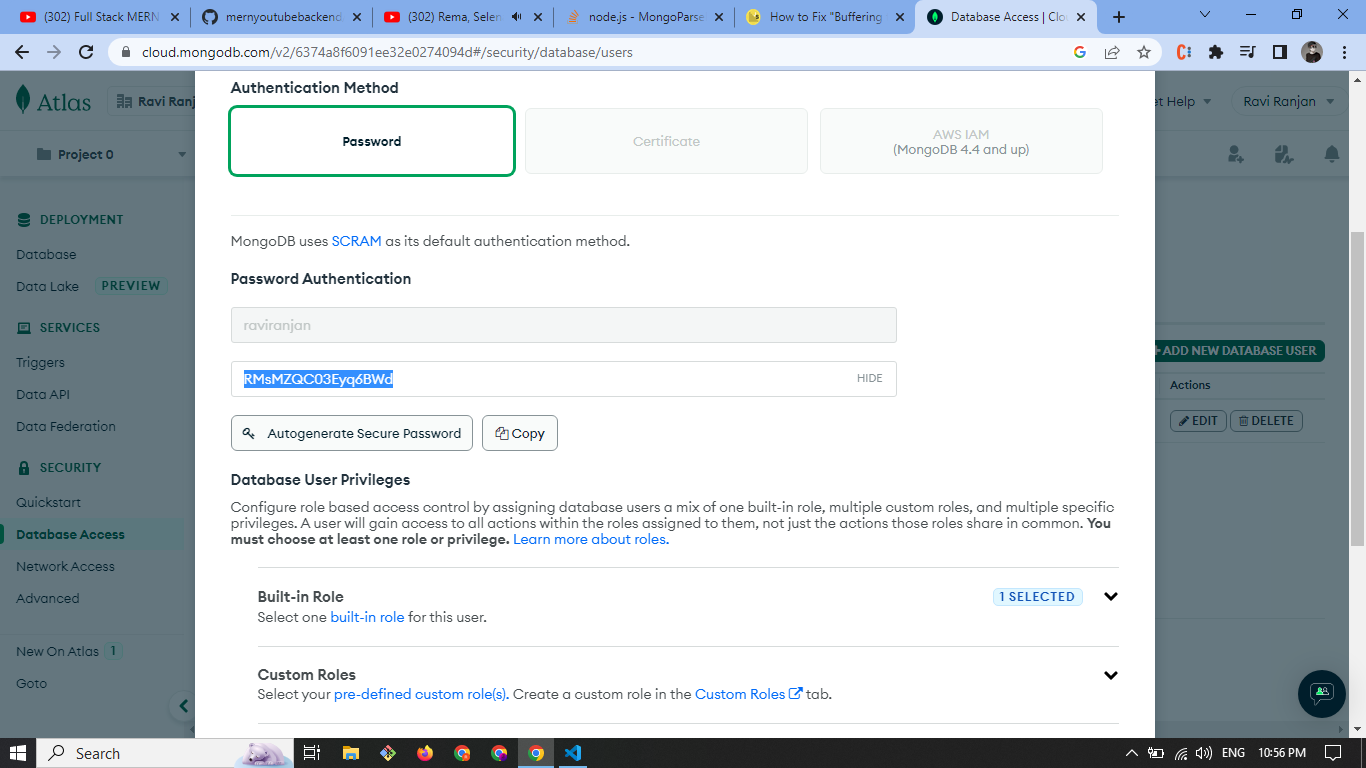 (302) Full Stack MERN
mernyoutubebackend.
(302) Rema, Selen
node.js - MongoParse
How to Fix "Buffering
Database Access | Clo
cloud.mongodb.com/v2/6374a8f6091ee32e0274094d#/security/database/users
Atlas
Ravi Ranj
et Help
Ravi Ranjan
Project 0
DEPLOYMENT
Database
Data Lake PREVIEW
SERVICES
Triggers
Data API
Data Federation
SECURITY
Quickstart
Database Access
Network Access
Advanced
New On Atlas 1
Goto
Authentication Method
Password
Certificate
AWS IAM
(MongoDB 4.4 and up)
MongoDB uses SCRAM as its default authentication method.
Password Authentication
raviranjan
RMsMZQC03Eyq6BWd
HIDE
Autogenerate Secure Password
Copy
Database User Privileges
Configure role based access control by assigning database users a mix of one built-in role, multiple custom roles, and multiple specific
privileges. A user will gain access to all actions within the roles assigned to them, not just the actions those roles share in common. You
must choose at least one role or privilege. Learn more about roles.
Built-in Role
1 SELECTED
Select one built-in role for this user.
Custom Roles
Select your pre-defined custom role(s). Create a custom role in the Custom Roles tab.
+ ADD NEW DATABASE USER
Actions
EDIT
DELETE
Search
ENG
10:56 PM